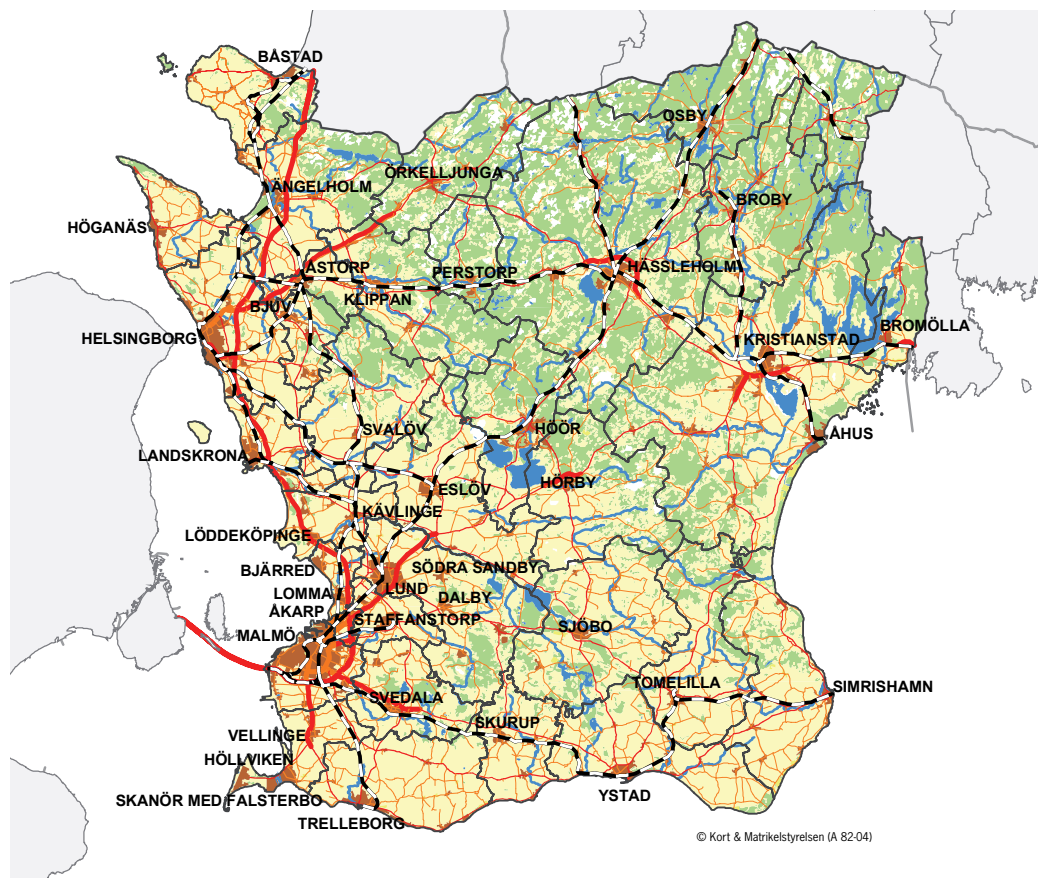 BÅSTAD
OSBY
ÖRKELLJUNGA
ÄNGELHOLM
BROBY
HÖGANÄS
ÅSTORP
PERSTORP
HÄSSLEHOLM
KLIPPAN
BJUV
HELSINGBORG
BROMÖLLA
KRISTIANSTAD
SVALÖV
HÖÖR
ÅHUS
LANDSKRONA
ESLÖV
HÖRBY
KÄVLINGE
LÖDDEKÖPINGE
BJÄRRED
SÖDRA SANDBY
LOMMA
LUND
DALBY
ÅKARP
STAFFANSTORP
SJÖBO
MALMÖ
TOMELILLA
SIMRISHAMN
SVEDALA
SKURUP
VELLINGE
HÖLLVIKEN
YSTAD
SKANÖR MED FALSTERBO
TRELLEBORG
© Kort & Matrikelstyrelsen (A 82-04)